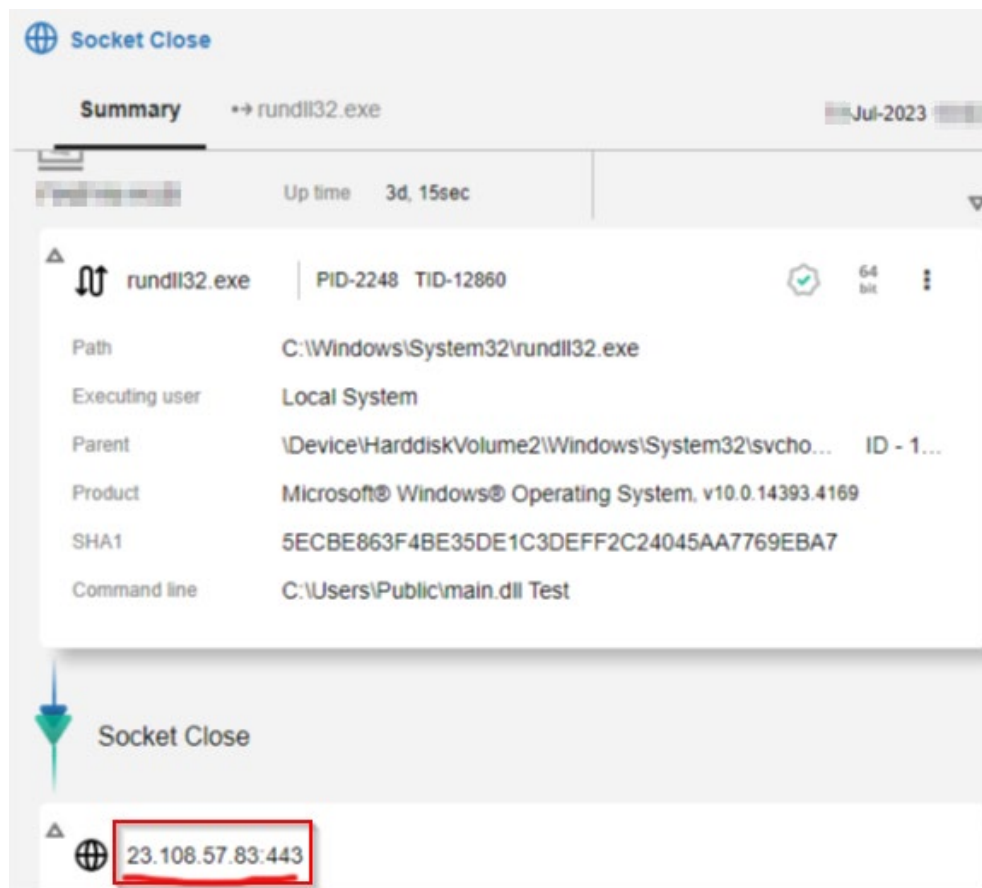 Socket Close
Summary rundll32.exe Jul-2023
Up time 3d, 15sec
rundll32.exe PID-2248 TID-12860 64 bit
Path C:\Windows\System32\rundll32.exe
Executing user Local System
Parent \Device\HarddiskVolume2\Windows\System32\svcho... ID - 1...
Product Microsoft® Windows® Operating System, v10.0.14393.4169
SHA1 5ECBE863F4BE35DE1C3DEFF2C24045AA7769EBA7
Command line C:\Users\Public\main.dll Test
Socket Close
23.108.57.83:443